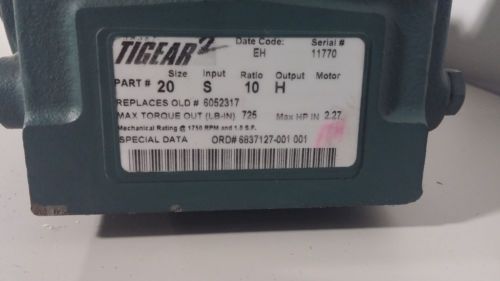 TIGEAR 2
Date Code: Serial #
EH 11770
Size Input Ratio Output Motor
PART # 20 S 10 H
REPLACES OLD # 6052317
MAX TORQUE OUT (LB-IN) 725 Max HP IN 2.27
Mechanical Rating @ 1750 RPM and 1.0 S.F.
SPECIAL DATA ORD# 6837127-001 001